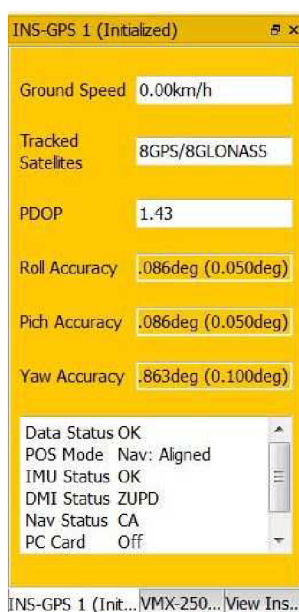 INS-GPS 1 (Initialized)
Ground Speed 0.00km/h
Tracked
Satellites 8GPS/8GLONASS
PDOP 1.43
Roll Accuracy .086deg (0.050deg)
Pich Accuracy .086deg (0.050deg)
Yaw Accuracy .863deg (0.100deg)
Data Status OK
POS Mode Nav: Aligned
IMU Status OK
DMI Status ZUPD
Nav Status CA
PC Card Off
INS-GPS 1 (Init... VMX-250... View Ins...